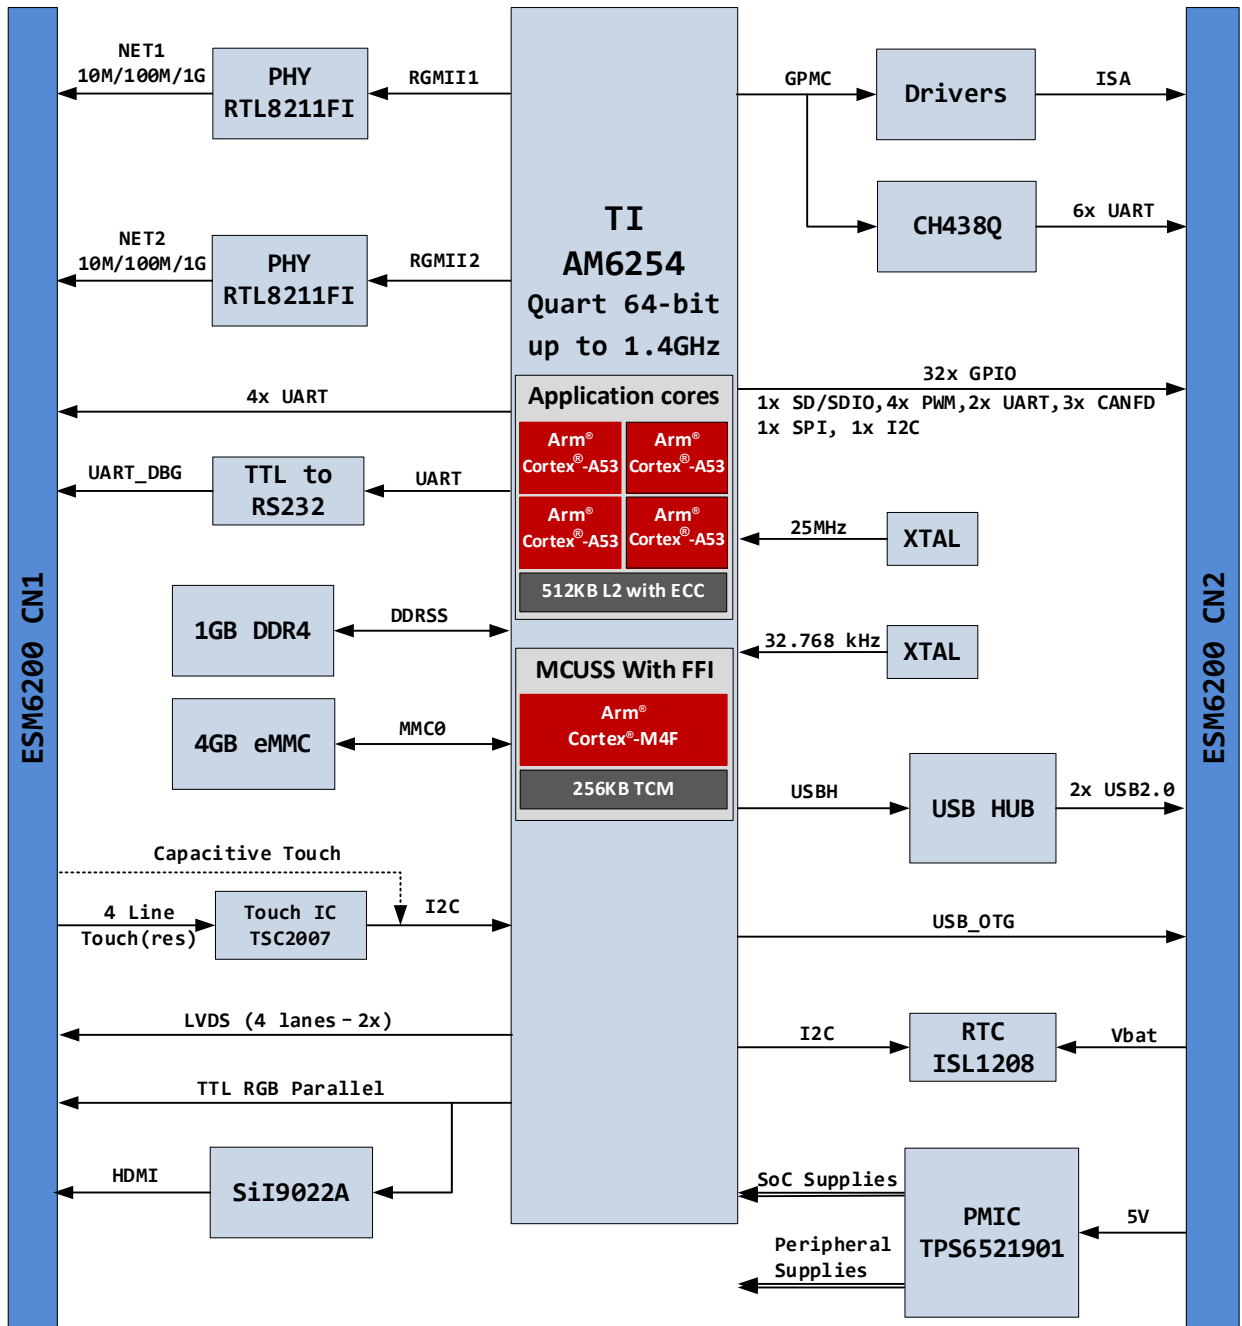 ESM6200 CN1
NET1
10M/100M/1G
PHY
RTL8211FI
RGMII1
NET2
10M/100M/1G
PHY
RTL8211FI
RGMII2
4x UART
UART_DBG
TTL to
RS232
UART
1GB DDR4
DDRSS
4GB eMMC
MMC0
Capacitive Touch
4 Line
Touch(res)
Touch IC
TSC2007
I2C
LVDS (4 lanes – 2x)
TTL RGB Parallel
HDMI
SiI9022A
TI
AM6254
Quart 64-bit
up to 1.4GHz
Application cores
Arm®
Cortex®-A53
Arm®
Cortex®-A53
Arm®
Cortex®-A53
Arm®
Cortex®-A53
512KB L2 with ECC
MCUSS With FFI
Arm®
Cortex®-M4F
256KB TCM
GPMC
Drivers
ISA
CH438Q
6x UART
32x GPIO
1x SD/SDIO,4x PWM,2x UART,3x CANFD
1x SPI, 1x I2C
25MHz
XTAL
32.768 kHz
XTAL
USBH
USB HUB
2x USB2.0
USB_OTG
I2C
RTC
ISL1208
Vbat
SoC Supplies
PMIC
TPS6521901
5V
Peripheral
Supplies
ESM6200 CN2